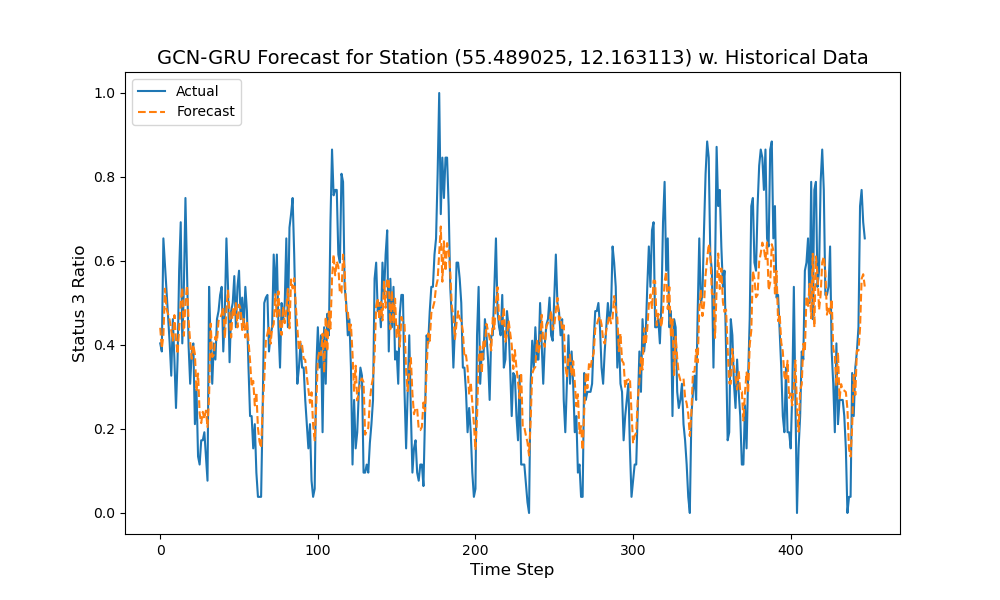 GCN-GRU Forecast for Station (55.489025, 12.163113) w. Historical Data
Actual
Forecast
Status 3 Ratio
1.0
0.8
0.6
0.4
0.2
0.0
0 100 200 300 400
Time Step